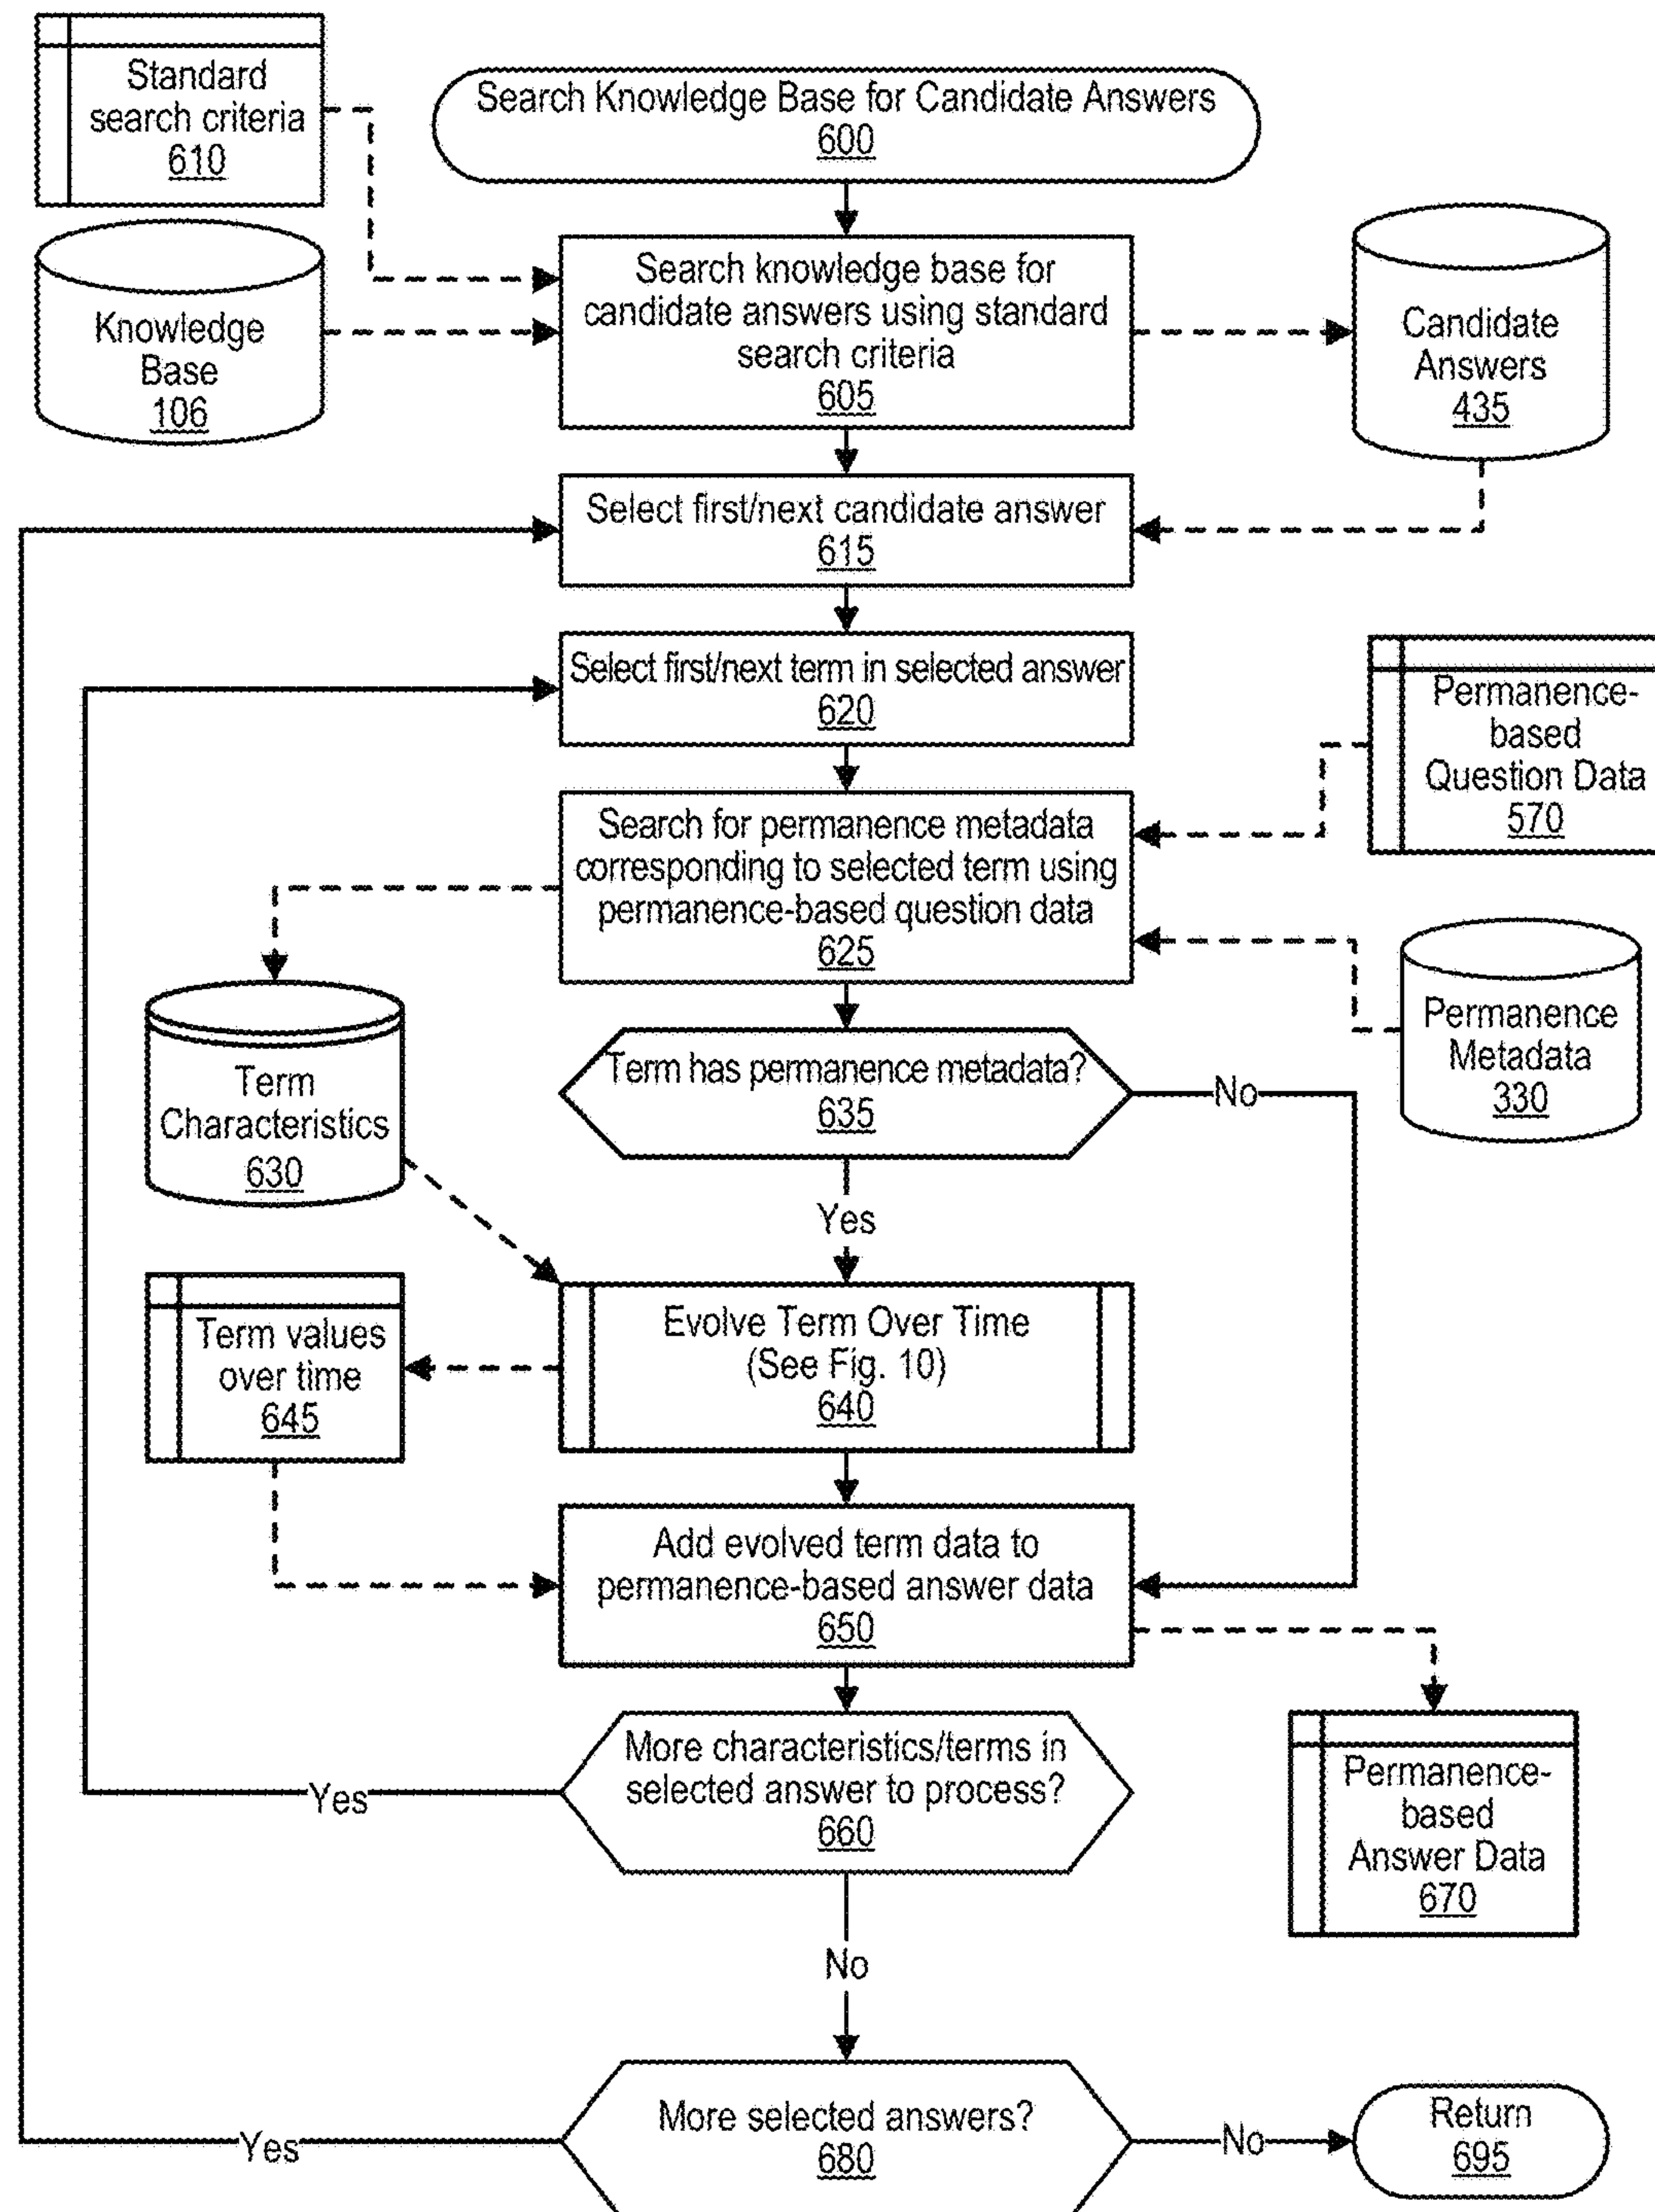 Standard
search criteria
610
Search Knowledge Base for Candidate Answers
600
Knowledge
Base
106
Search knowledge base for
candidate answers using standard
search criteria
605
Candidate
Answers
435
Select first/next candidate answer
615
Select first/next term in selected answer
620
Permanence-
based
Question Data
570
Search for permanence metadata
corresponding to selected term using
permanence-based question data
625
Permanence
Metadata
330
Term
Characteristics
630
Term has permanence metadata?
635
No
Yes
Term values
over time
645
Evolve Term Over Time
(See Fig. 10)
640
Add evolved term data to
permanence-based answer data
650
More characteristics/terms in
selected answer to process?
660
Yes
Permanence-
based
Answer Data
670
No
More selected answers?
680
Yes
No
Return
695